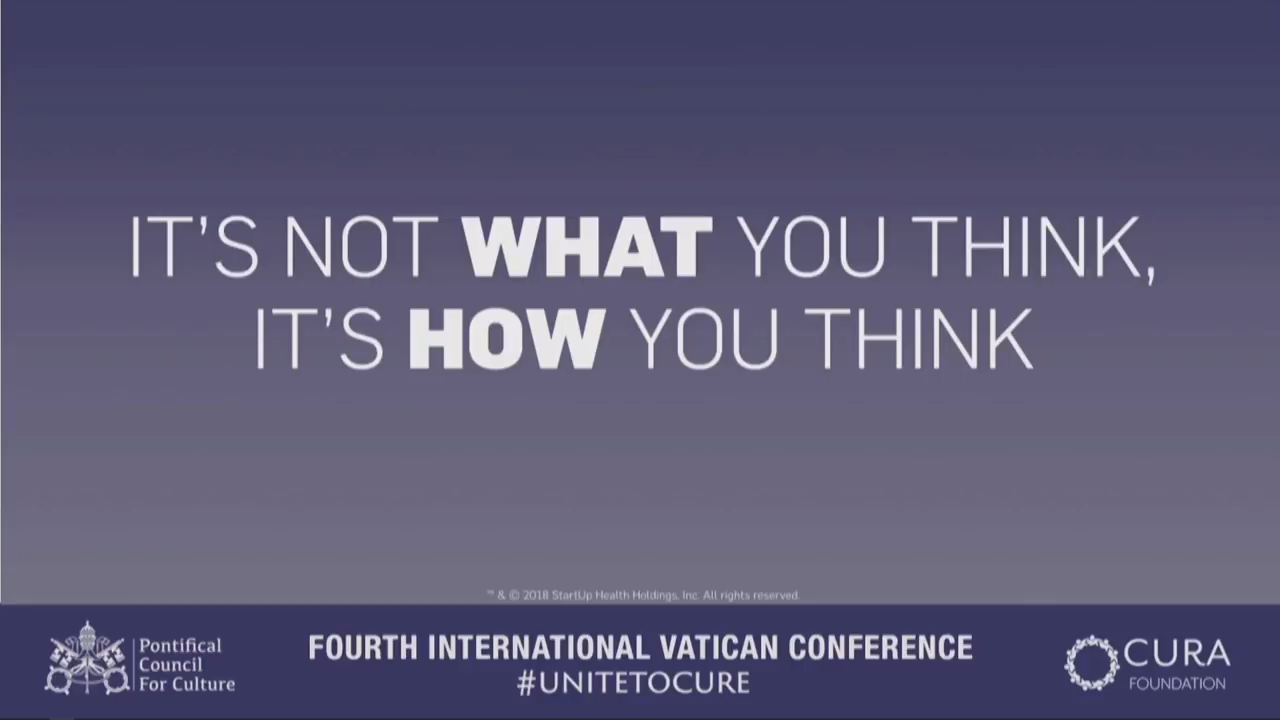 IT'S NOT WHAT YOU THINK,
IT'S HOW YOU THINK
™ & © 2018 StartUp Health Holdings, Inc. All rights reserved.
Pontifical
Council
For Culture
FOURTH INTERNATIONAL VATICAN CONFERENCE
#UNITETOCURE
CURA
FOUNDATION